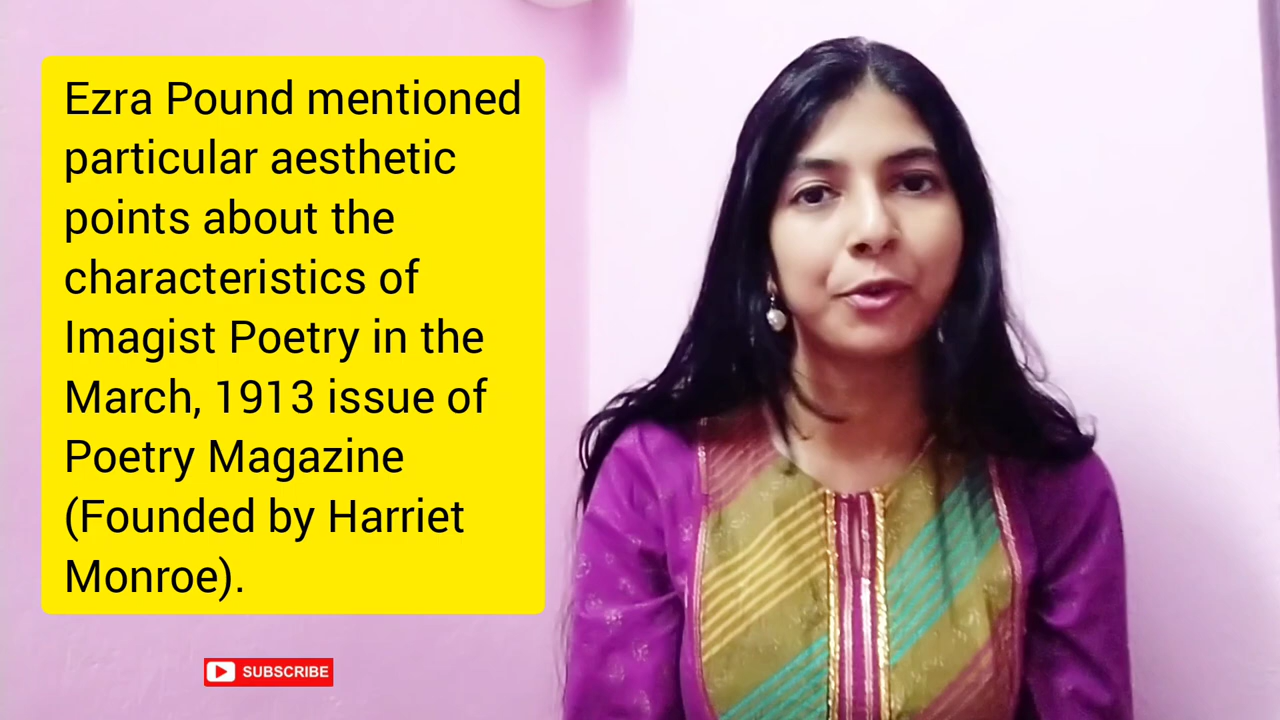 Ezra Pound mentioned
particular aesthetic
points about the
characteristics of
Imagist Poetry in the
March, 1913 issue of
Poetry Magazine
(Founded by Harriet
Monroe).
SUBSCRIBE